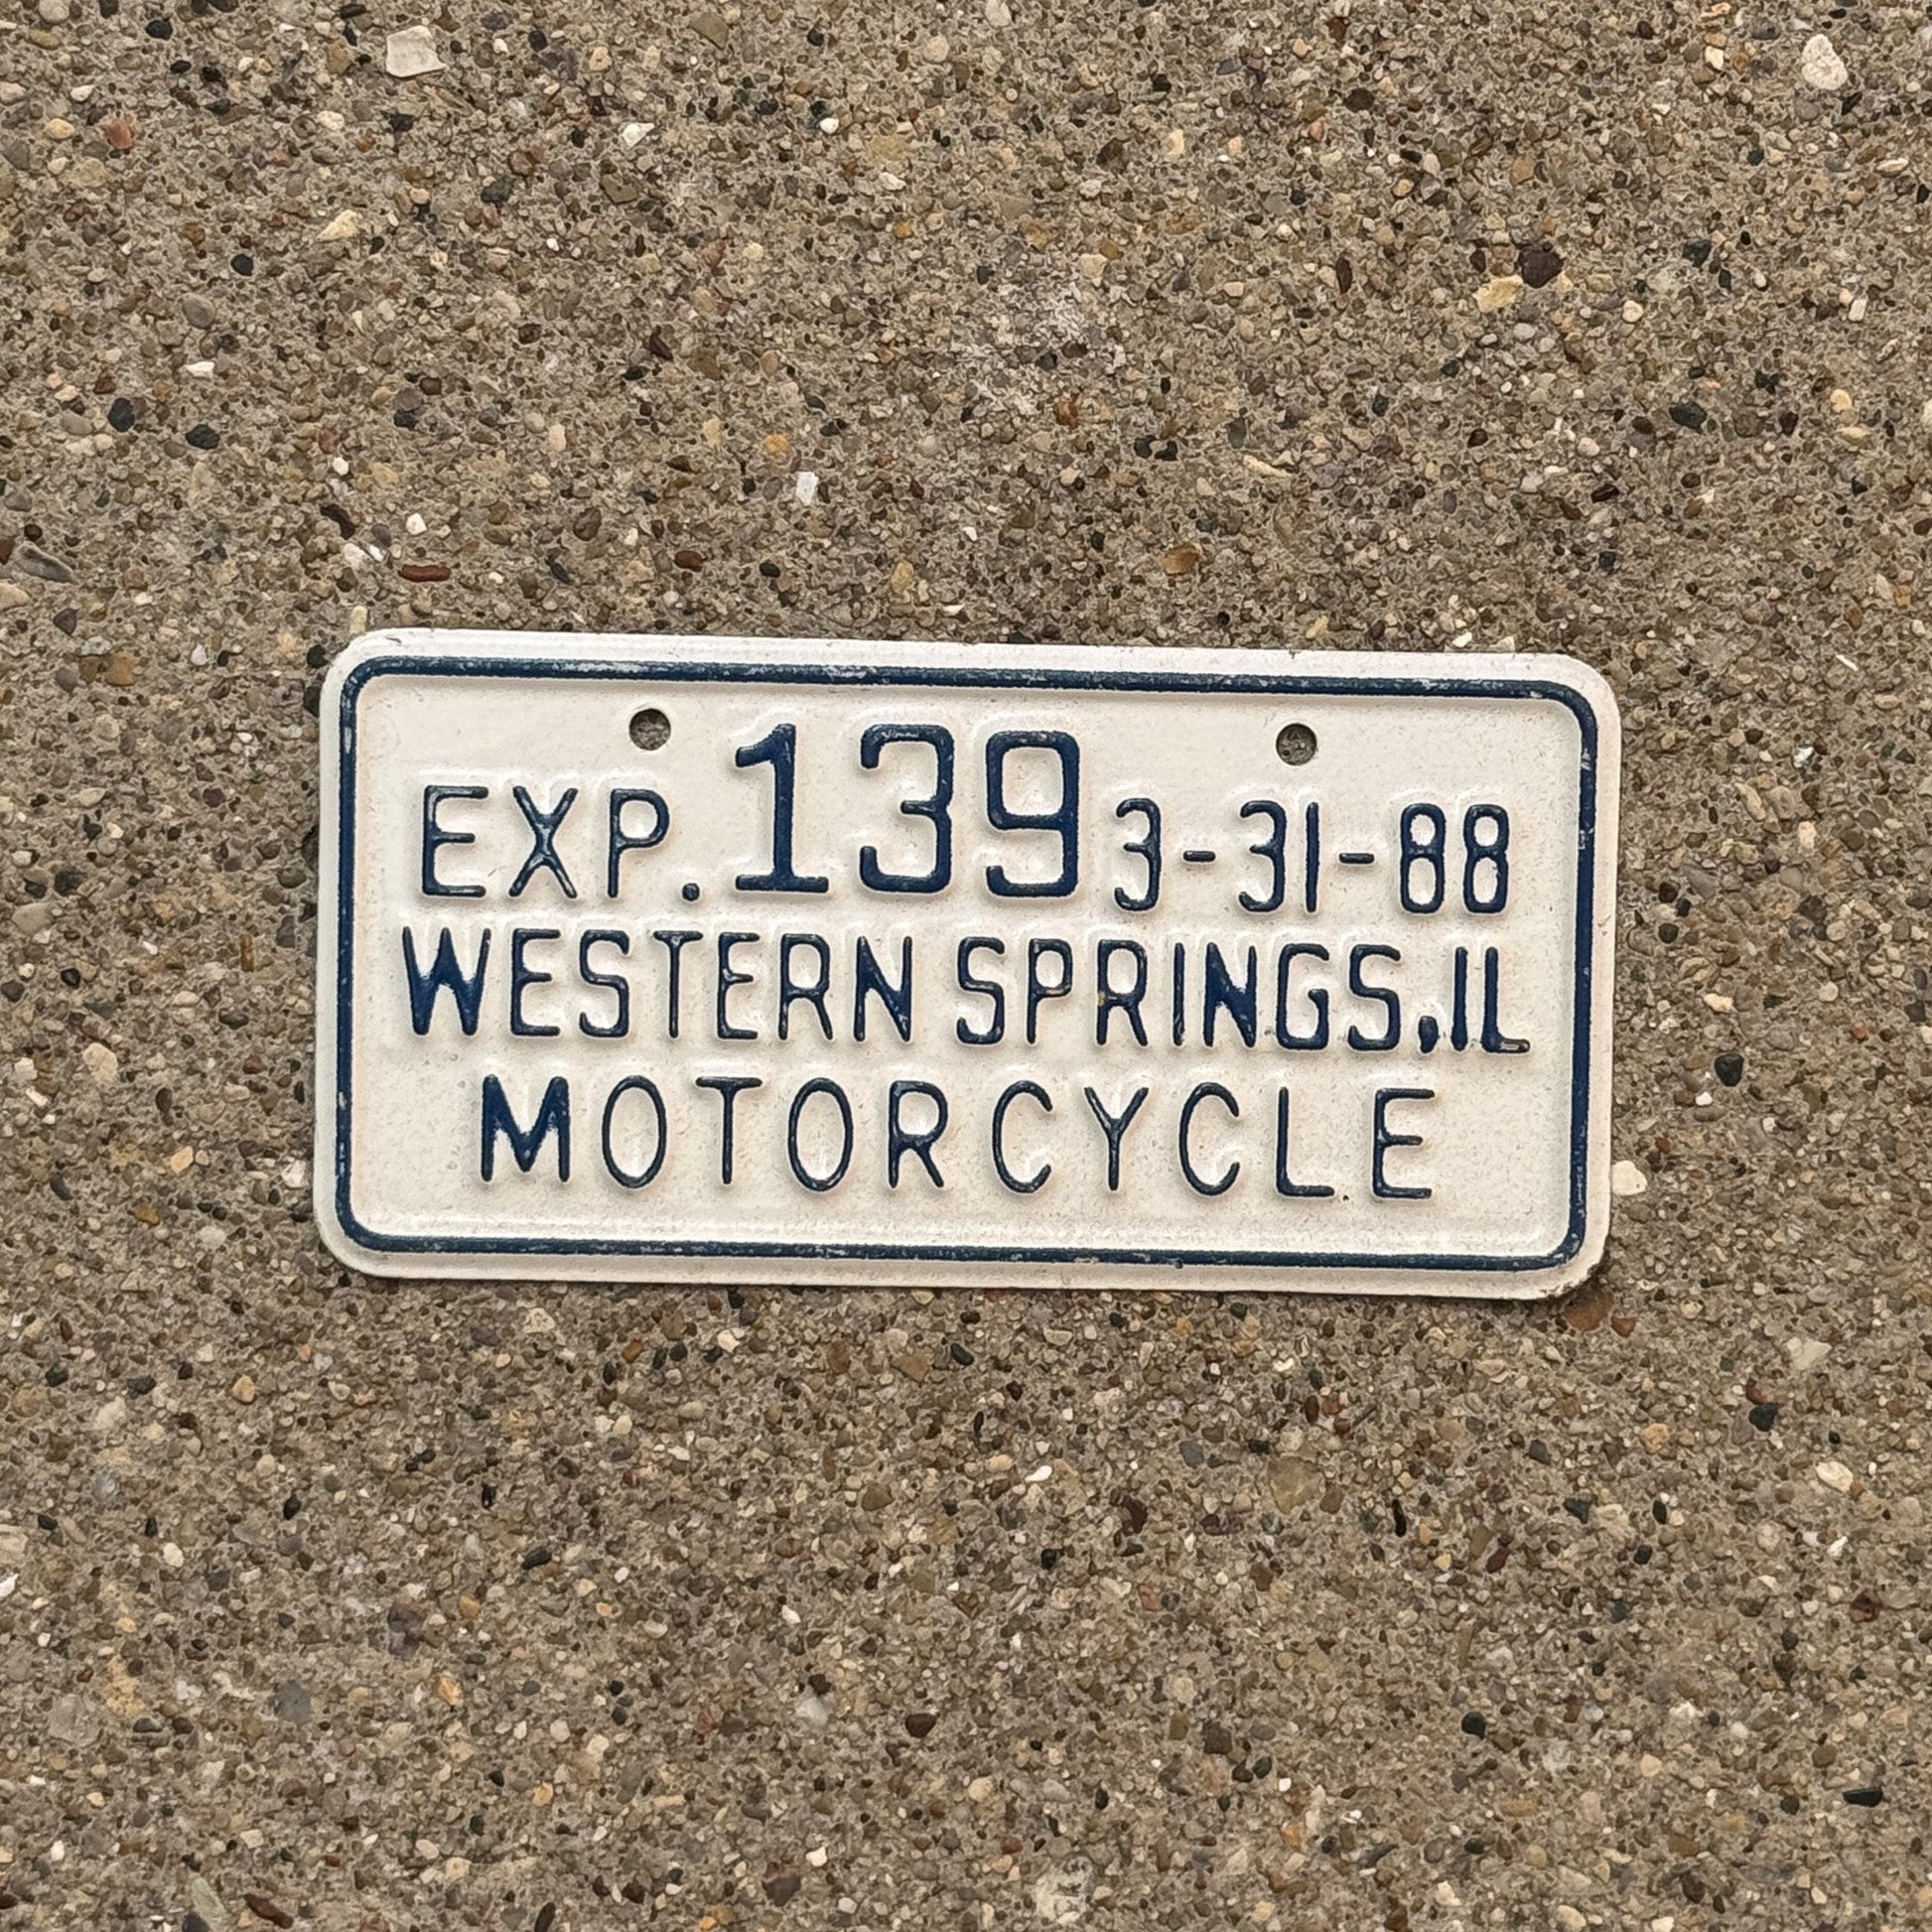 EXP. 139 3-31-88
WESTERN SPRINGS, IL
MOTORCYCLE